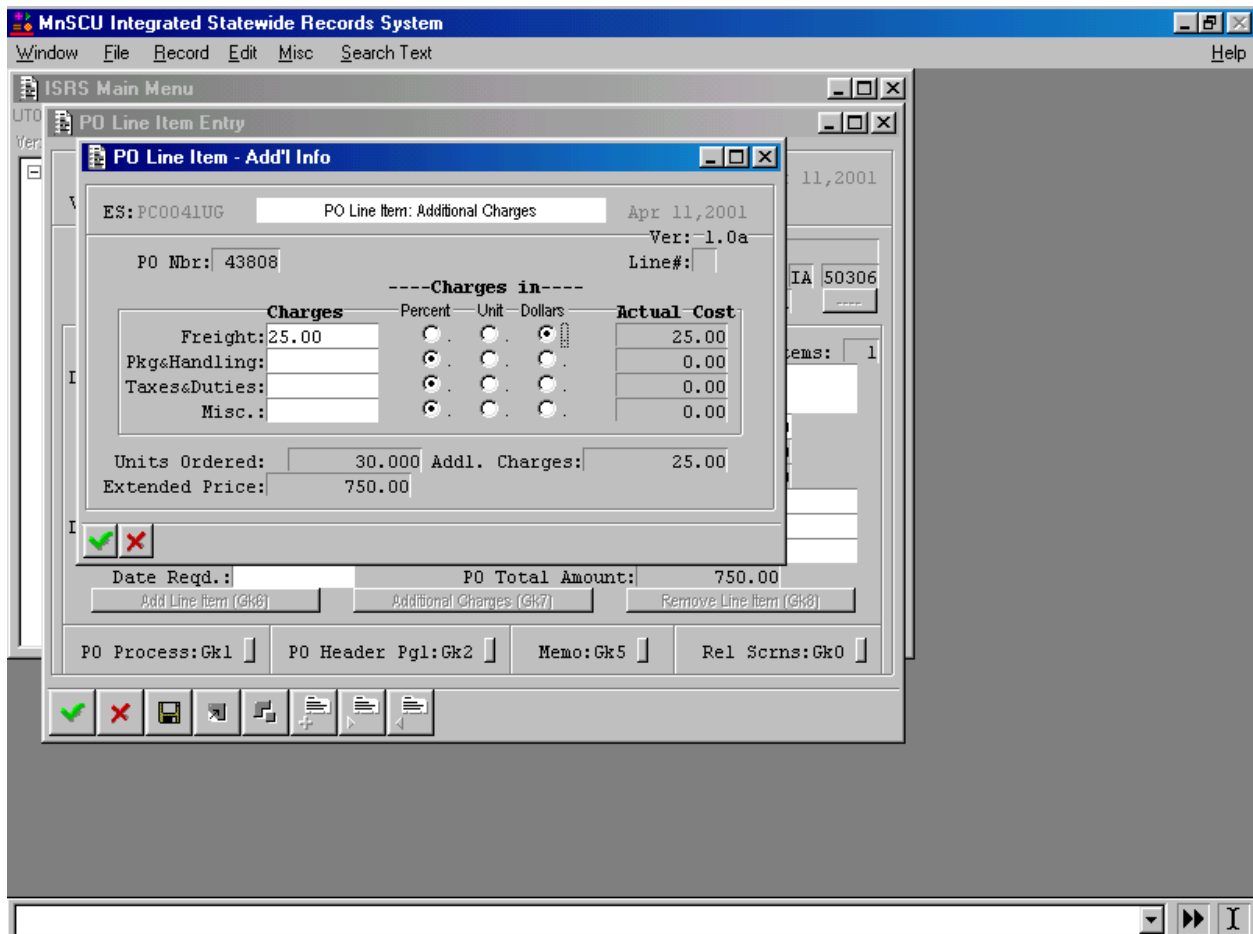 MnSCU Integrated Statewide Records System
Window File Record Edit Misc Search Text Help
ISRS Main Menu
UT0
PO Line Item Entry
Ver:
PO Line Item - Add'l Info
11,2001
V
ES: PC0041UG PO Line Item: Additional Charges Apr 11,2001
Ver: 1.0a
PO Nbr: 43808 Line#:
IA 50306
----Charges in----
----
Charges Percent Unit Dollars Actual Cost
Freight: 25.00 . . . 25.00
tems: 1
Pkg&Handling: . . . 0.00
I
Taxes&Duties: . . . 0.00
Misc.: . . . 0.00
Units Ordered: 30.000 Addl. Charges: 25.00
Extended Price: 750.00
I
Date Reqd.: PO Total Amount: 750.00
Add Line Item (Gk6) Additional Charges (Gk7) Remove Line Item (Gk8)
PO Process:Gk1 PO Header Pg1:Gk2 Memo:Gk5 Rel Scrns:Gk0